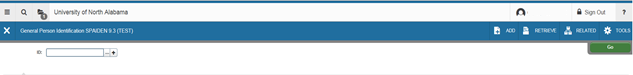 University of North Alabama Sign Out ?
General Person Identification SPAIDEN 9.3 (TEST) ADD RETRIEVE RELATED TOOLS
ID: ... Go